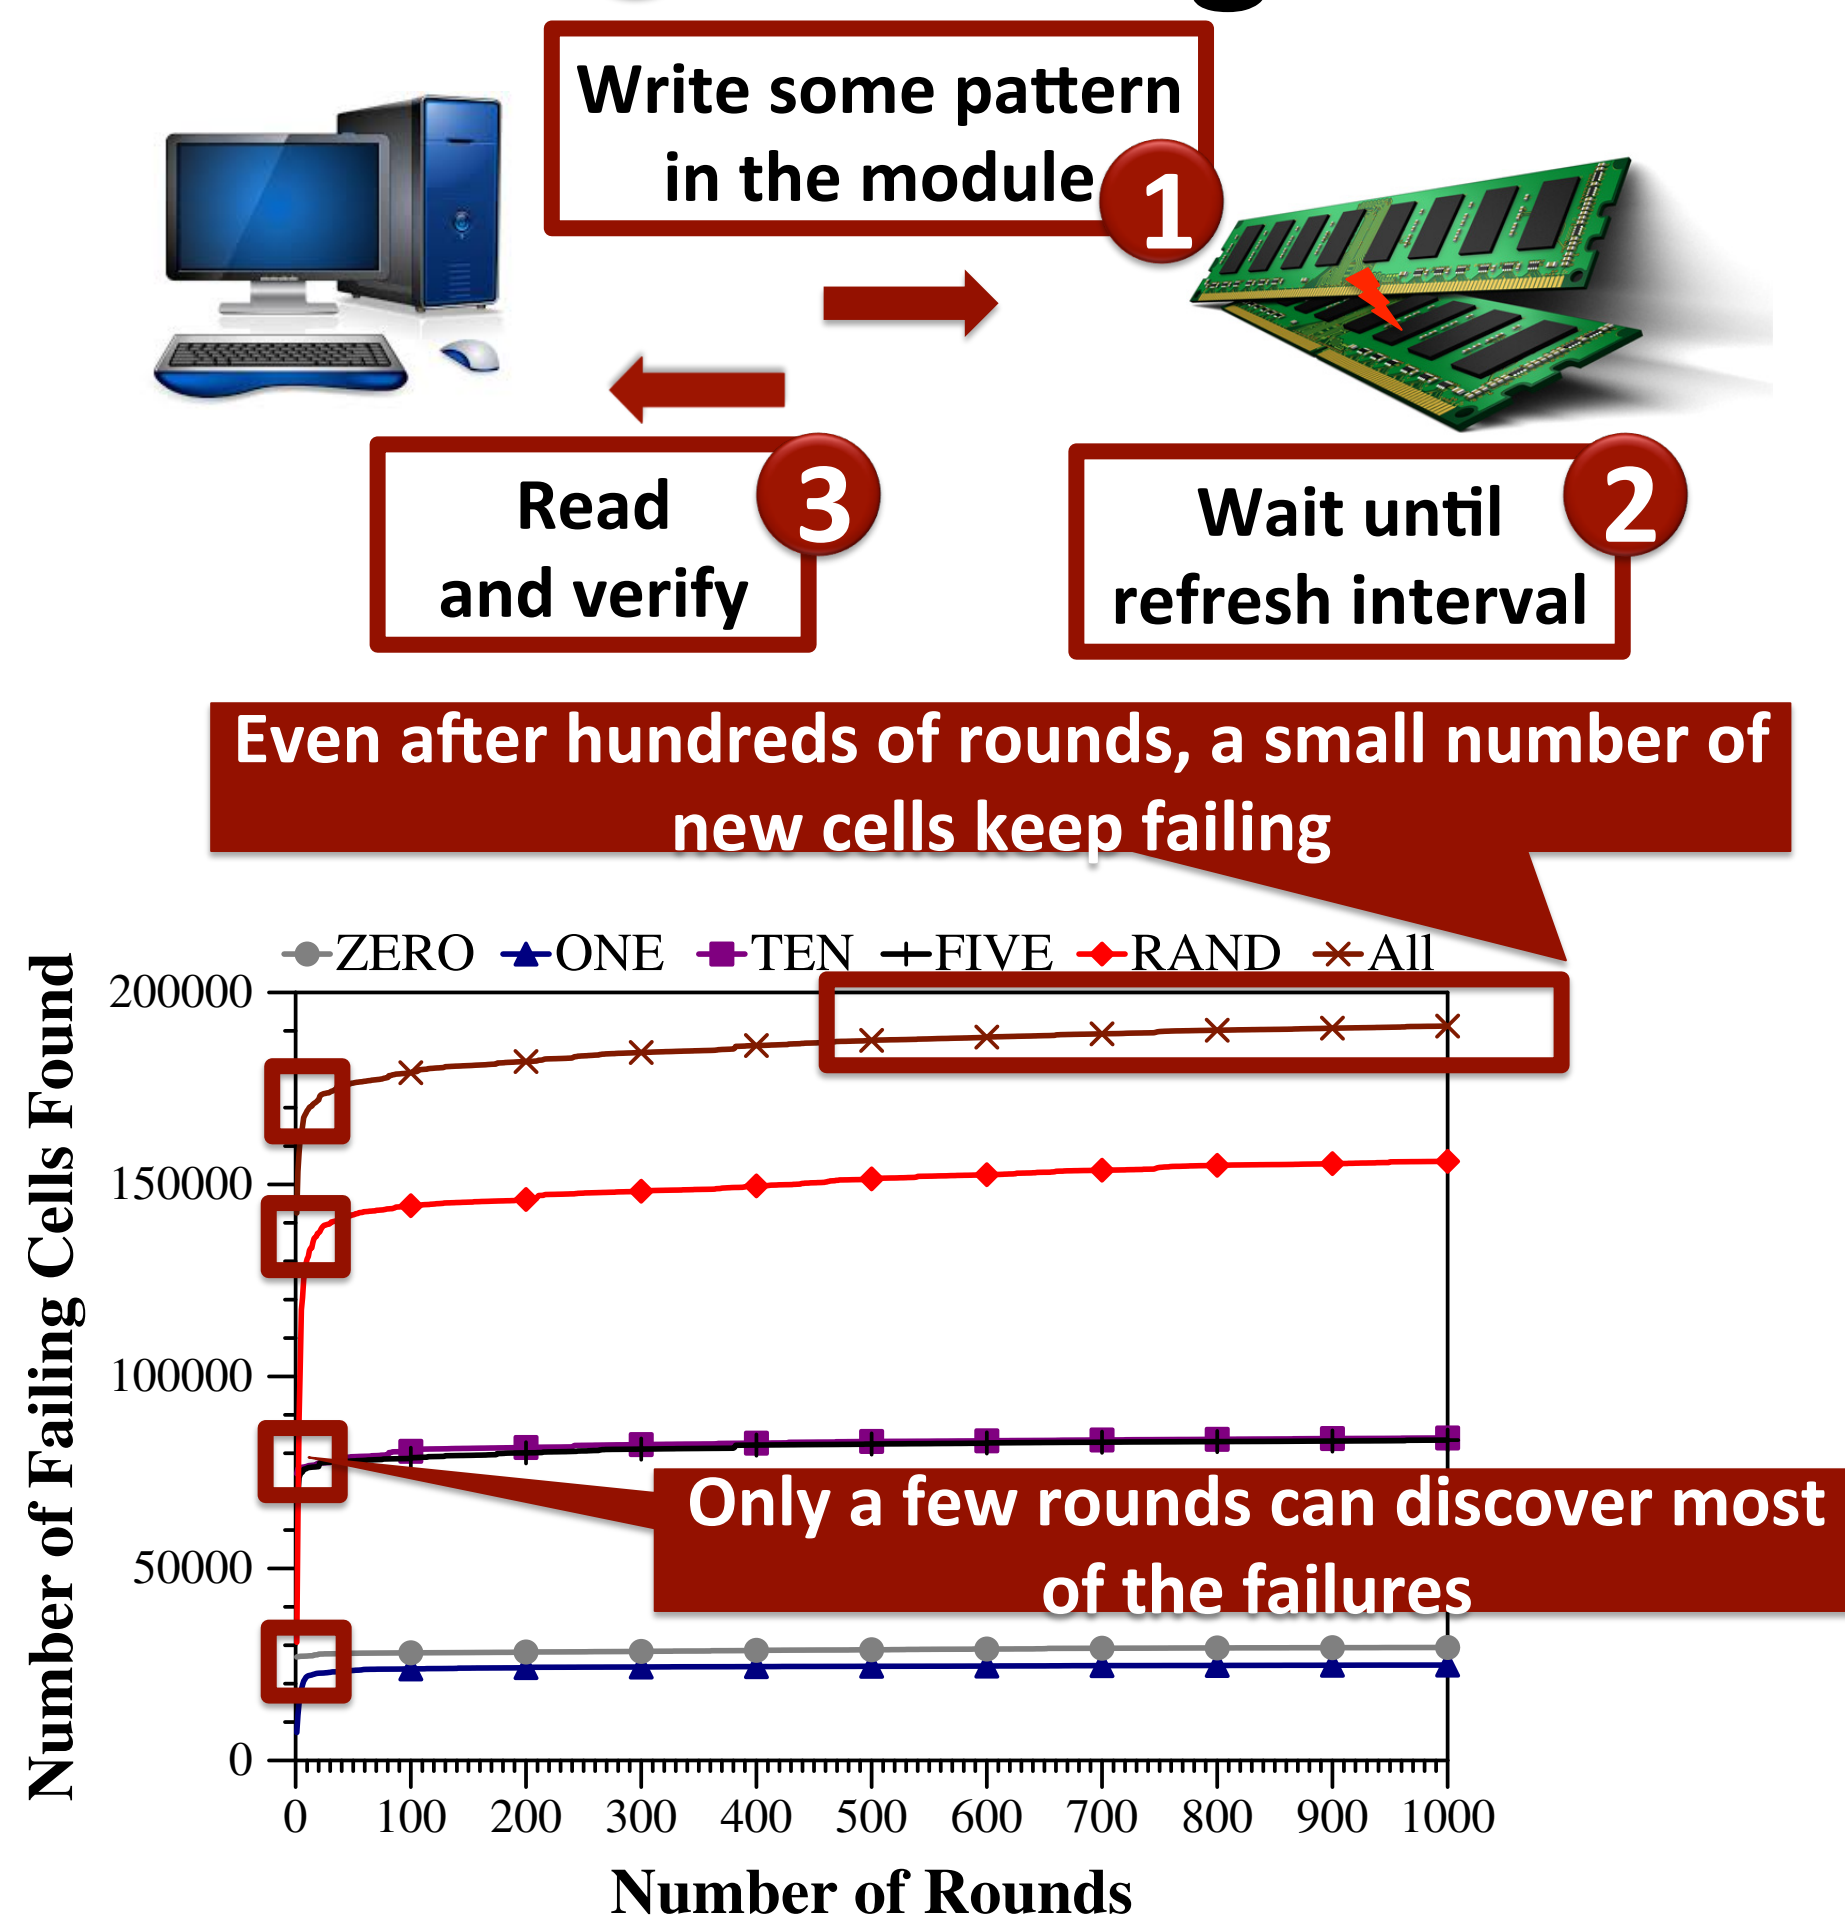 Write some pattern
in the module
1
Read
and verify
3
Wait until
refresh interval
2
Even after hundreds of rounds, a small number of
new cells keep failing
ZERO ONE TEN FIVE RAND All
Number of Failing Cells Found
200000
150000
100000
50000
0
Only a few rounds can discover most
of the failures
0 100 200 300 400 500 600 700 800 900 1000
Number of Rounds